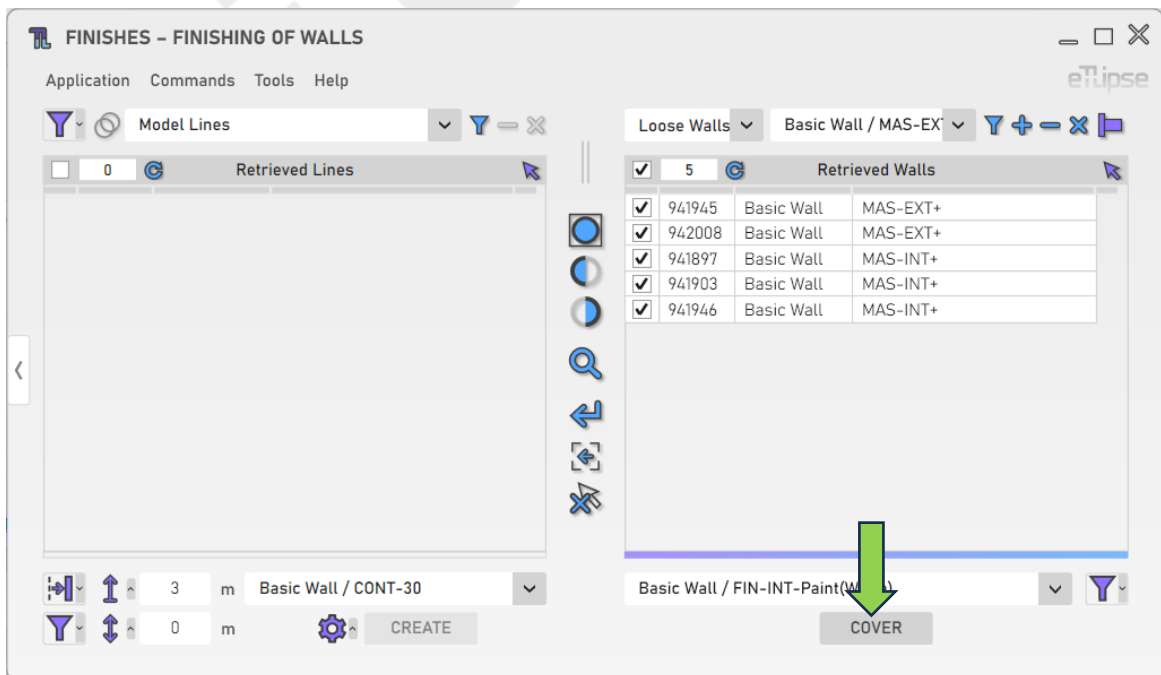 FINISHES – FINISHING OF WALLS
Application Commands Tools Help
eTLipse
Model Lines
Loose Walls
Basic Wall / MAS-EX
0 Retrieved Lines
5 Retrieved Walls
941945 Basic Wall MAS-EXT+
942008 Basic Wall MAS-EXT+
941897 Basic Wall MAS-INT+
941903 Basic Wall MAS-INT+
941946 Basic Wall MAS-INT+
3 m Basic Wall / CONT-30
Basic Wall / FIN-INT-Paint(W
0 m CREATE
COVER